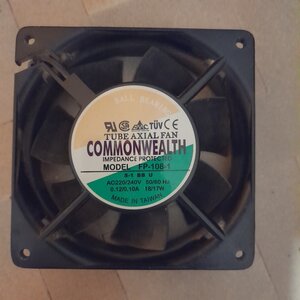 BALL BEARING
TÜV CE
TUBE AXIAL FAN
COMMONWEALTH
IMPEDANCE PROTECTED
MODEL FP-108-1
AC220/240V 50/60 Hz
0.12/0.10A 18/17W
MADE IN TAIWAN